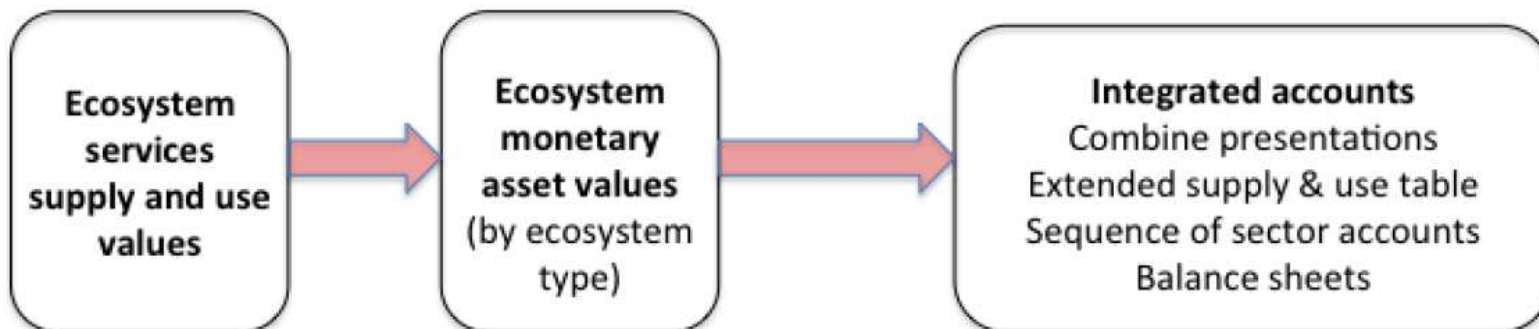 Ecosystem
services
supply and use
values
Ecosystem
monetary
asset values
(by ecosystem
type)
Integrated accounts
Combine presentations
Extended supply & use table
Sequence of sector accounts
Balance sheets